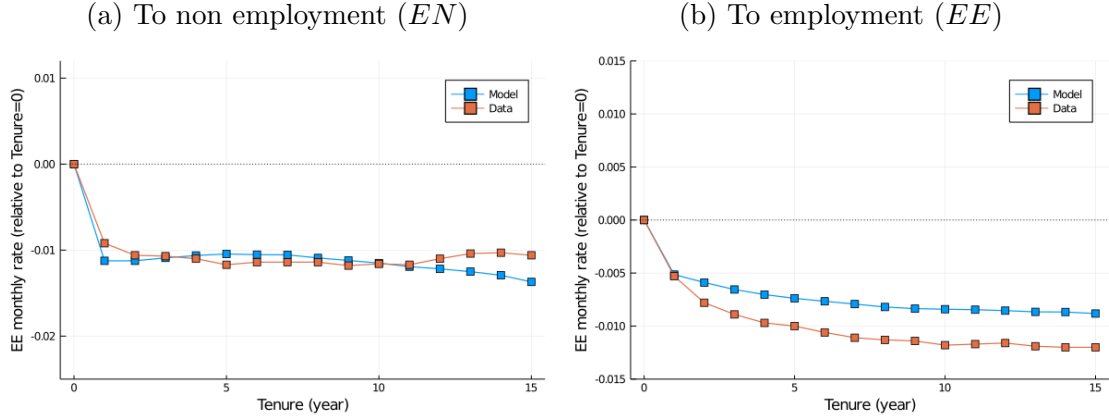 (a) To non employment (EN)
EE monthly rate (relative to Tenure=0)
0.01
0.00
-0.01
-0.02
Model
Data
0
5
10
15
Tenure (year)
(b) To employment (EE)
EE monthly rate (relative to Tenure=0)
0.015
0.010
0.005
0.000
-0.005
-0.010
-0.015
Model
Data
0
5
10
15
Tenure (year)